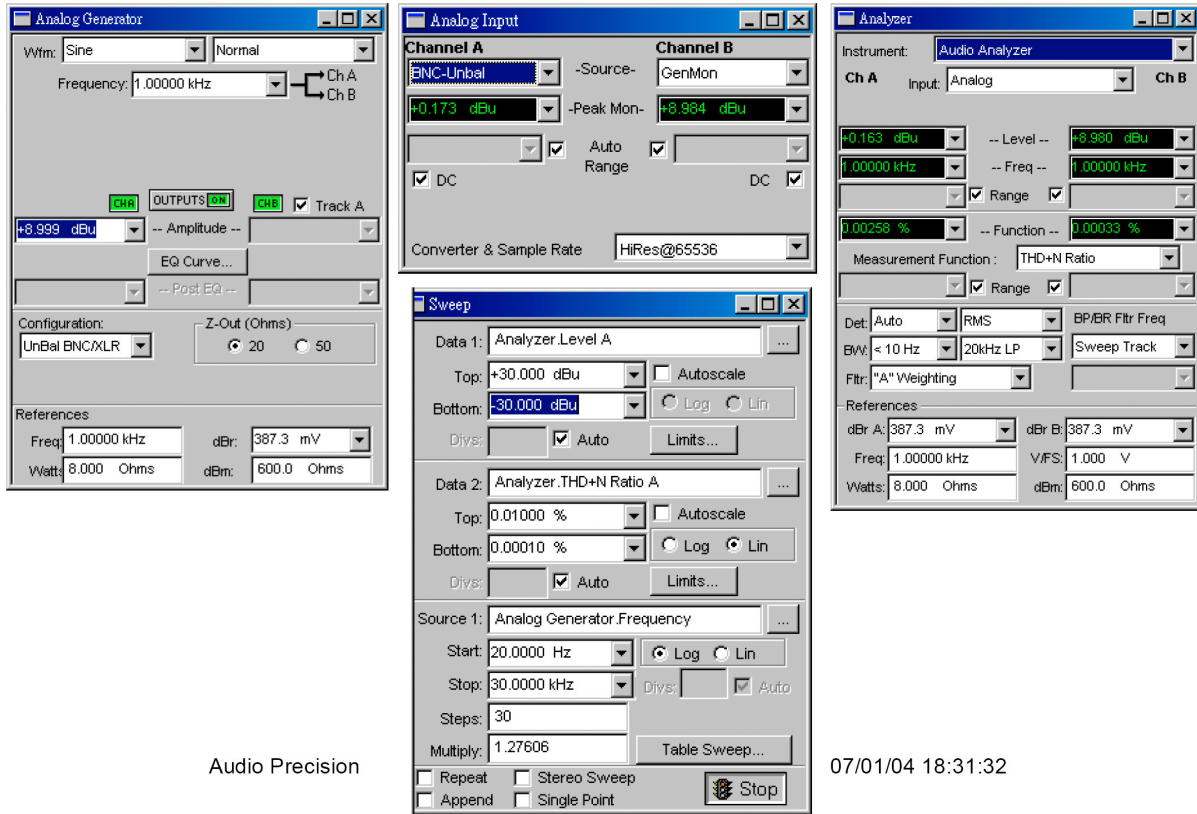 Analog Generator
Wfm: Sine Normal
Frequency: 1.00000 kHz Ch A
Ch B
CHA OUTPUTS ON CHB Track A
+8.999 dBu -- Amplitude --
EQ Curve...
-- Post EQ --
Configuration: Z-Out (Ohms)
UnBal BNC/XLR 20 50
References
Freq: 1.00000 kHz dBr: 387.3 mV
Watts: 8.000 Ohms dBm: 600.0 Ohms
Analog Input
Channel A Channel B
BNC-Unbal -Source- GenMon
+0.173 dBu -Peak Mon- +8.984 dBu
Auto
Range
DC DC
Converter & Sample Rate HiRes@65536
Sweep
Data 1: Analyzer.Level A ...
Top: +30.000 dBu Autoscale
Bottom: -30.000 dBu Log Lin
Divs: Auto Limits...
Data 2: Analyzer.THD+N Ratio A ...
Top: 0.01000 % Autoscale
Bottom: 0.00010 % Log Lin
Divs: Auto Limits...
Source 1: Analog Generator.Frequency ...
Start: 20.0000 Hz Log Lin
Stop: 30.0000 kHz Divs: Auto
Steps: 30
Multiply: 1.27606 Table Sweep...
Repeat Stereo Sweep
Append Single Point
Stop
Analyzer
Instrument: Audio Analyzer
Ch A Input: Analog Ch B
+0.163 dBu -- Level -- +8.980 dBu
1.00000 kHz -- Freq -- 1.00000 kHz
Range
0.00258 % -- Function -- 0.00033 %
Measurement Function : THD+N Ratio
Range
Det: Auto RMS BP/BR Fltr Freq
BW: < 10 Hz 20kHz LP Sweep Track
Fltr: "A" Weighting
References
dBr A: 387.3 mV dBr B: 387.3 mV
Freq: 1.00000 kHz V/FS: 1.000 V
Watts: 8.000 Ohms dBm: 600.0 Ohms
Audio Precision 07/01/04 18:31:32